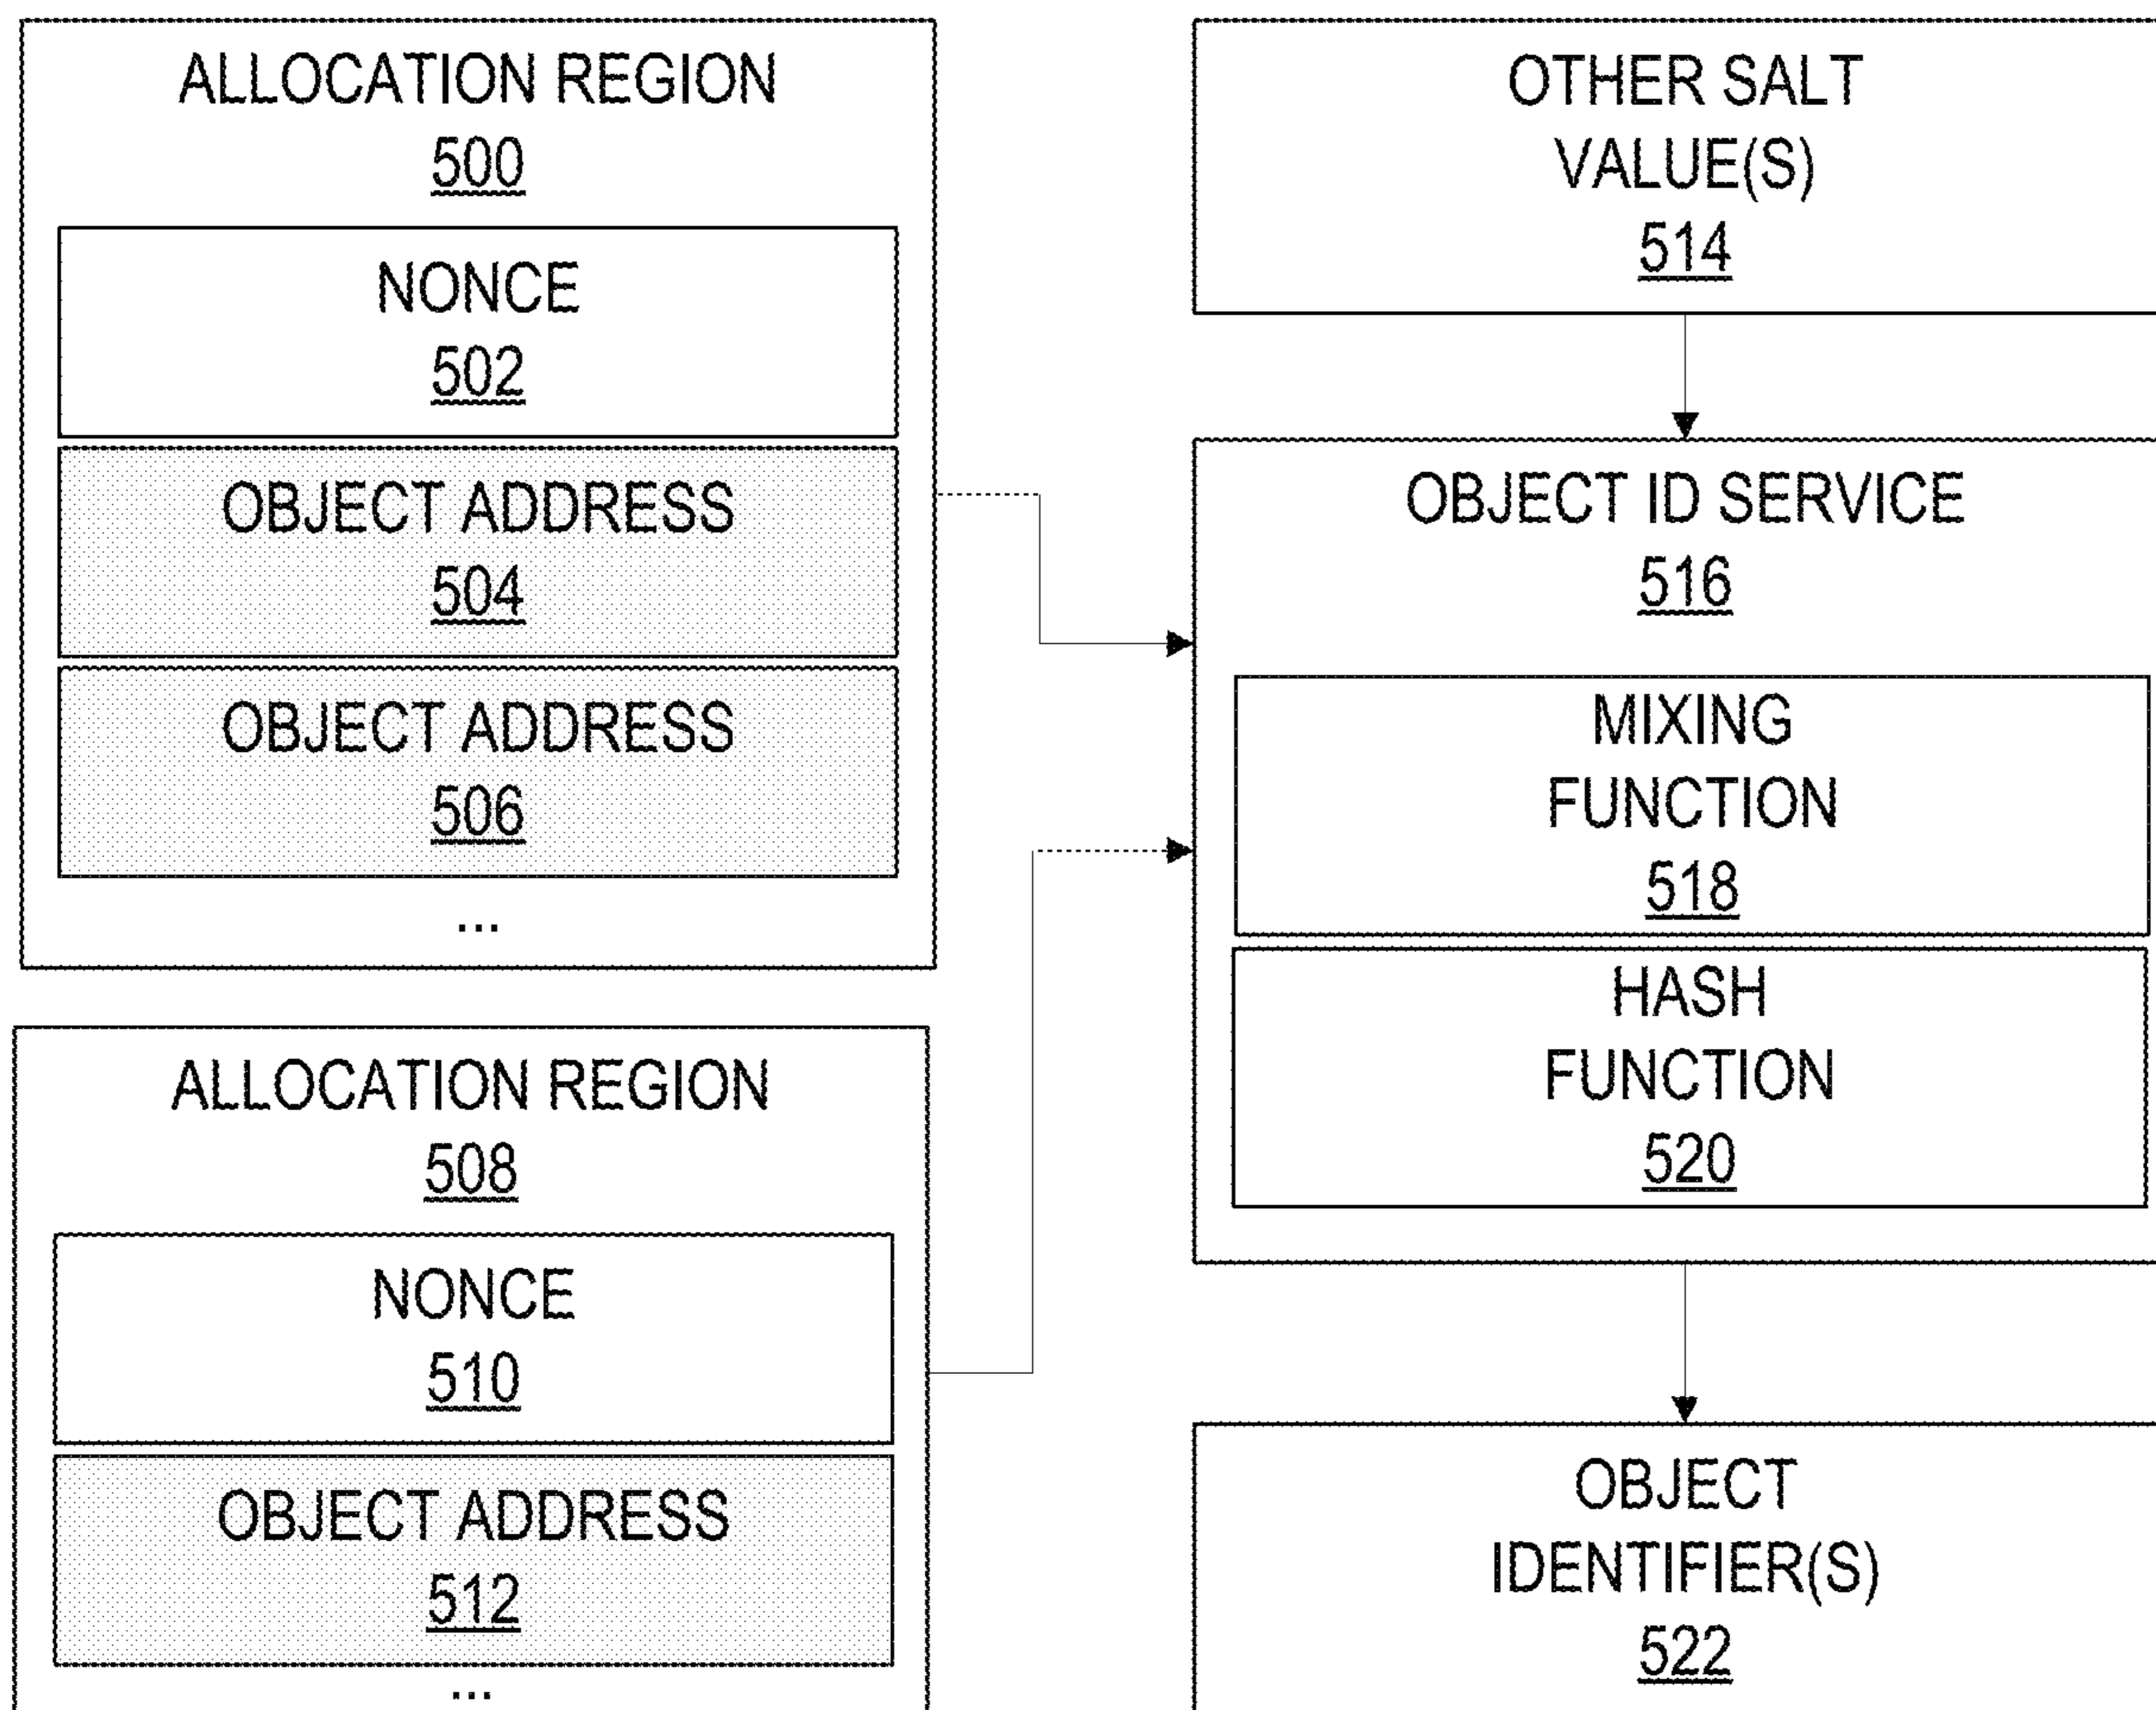 ALLOCATION REGION
500
NONCE
502
OBJECT ADDRESS
504
OBJECT ADDRESS
506
...
ALLOCATION REGION
508
NONCE
510
OBJECT ADDRESS
512
...
OTHER SALT
VALUE(S)
514
OBJECT ID SERVICE
516
MIXING
FUNCTION
518
HASH
FUNCTION
520
OBJECT
IDENTIFIER(S)
522